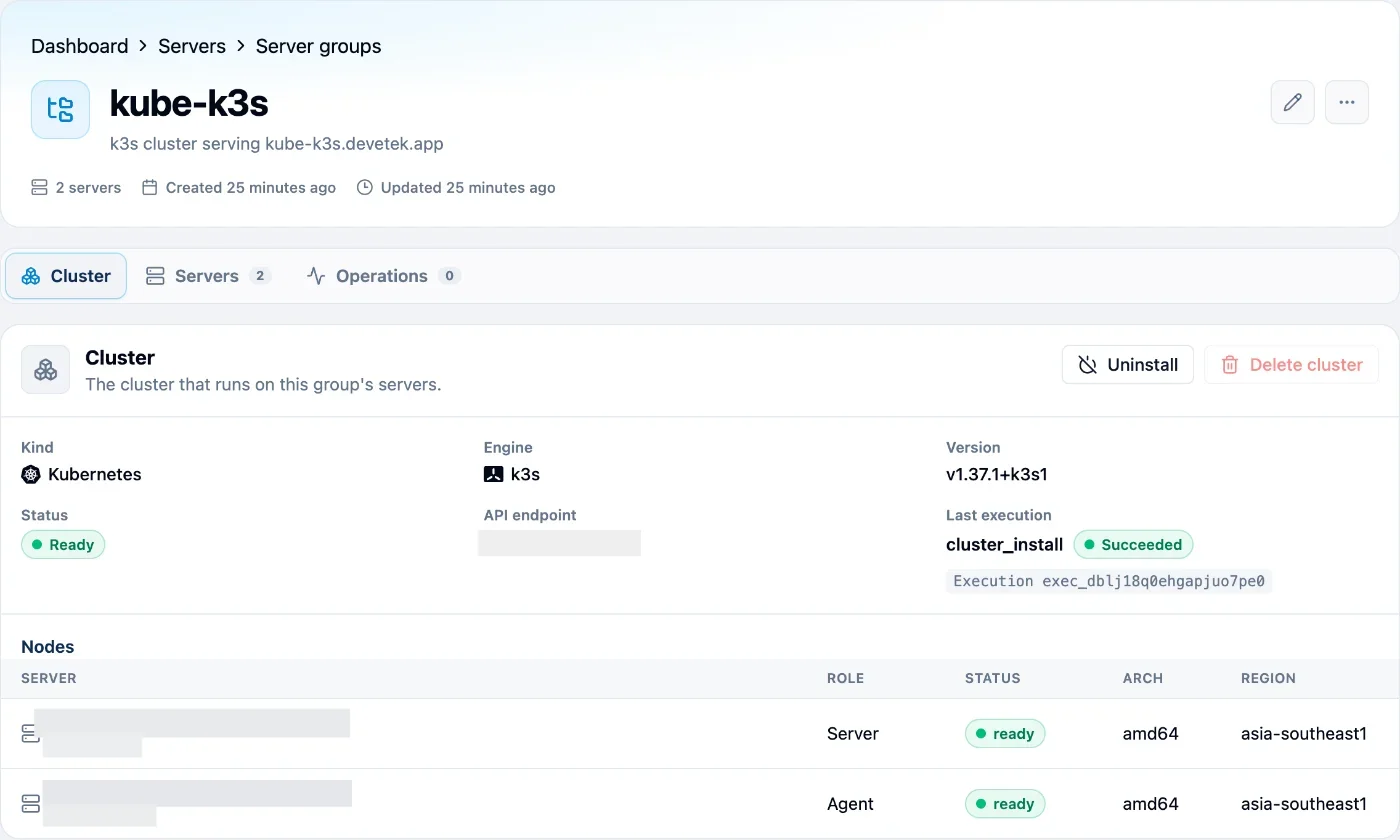 Dashboard > Servers > Server groups
kube-k3s
k3s cluster serving kube-k3s.devetek.app
2 servers Created 25 minutes ago Updated 25 minutes ago
Cluster Servers 2 Operations 0
Cluster
The cluster that runs on this group's servers.
Uninstall Delete cluster
Kind Engine Version
Kubernetes k3s v1.37.1+k3s1
Status API endpoint Last execution
Ready cluster_install Succeeded
Execution exec_dblj18q0ehgapjuo7pe0
Nodes
SERVER ROLE STATUS ARCH REGION
Server ready amd64 asia-southeast1
Agent ready amd64 asia-southeast1